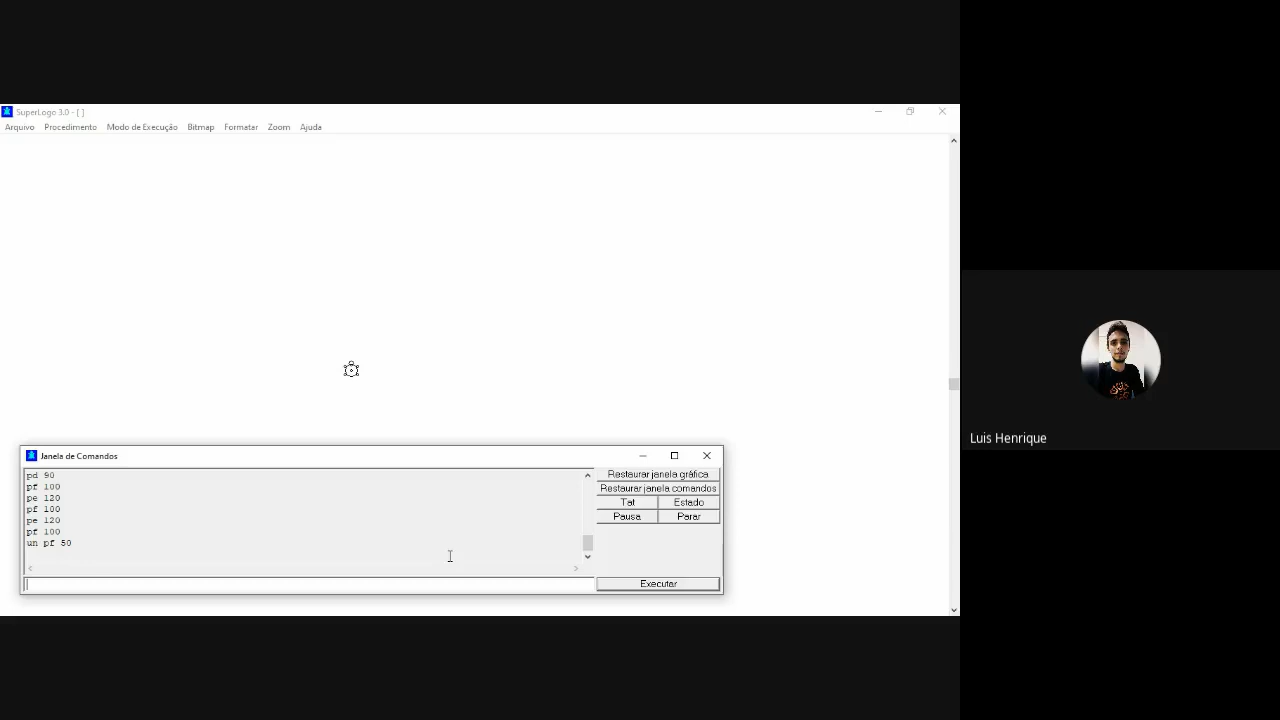 SuperLogo 3.0 - [ ]
Arquivo Procedimento Modo de Execução Bitmap Formatar Zoom Ajuda
Janela de Comandos
pd 90
pf 100
pe 120
pf 100
pe 120
pf 100
un pf 50
Restaurar janela gráfica
Restaurar janela comandos
Tat Estado
Pausa Parar
Executar
Luis Henrique